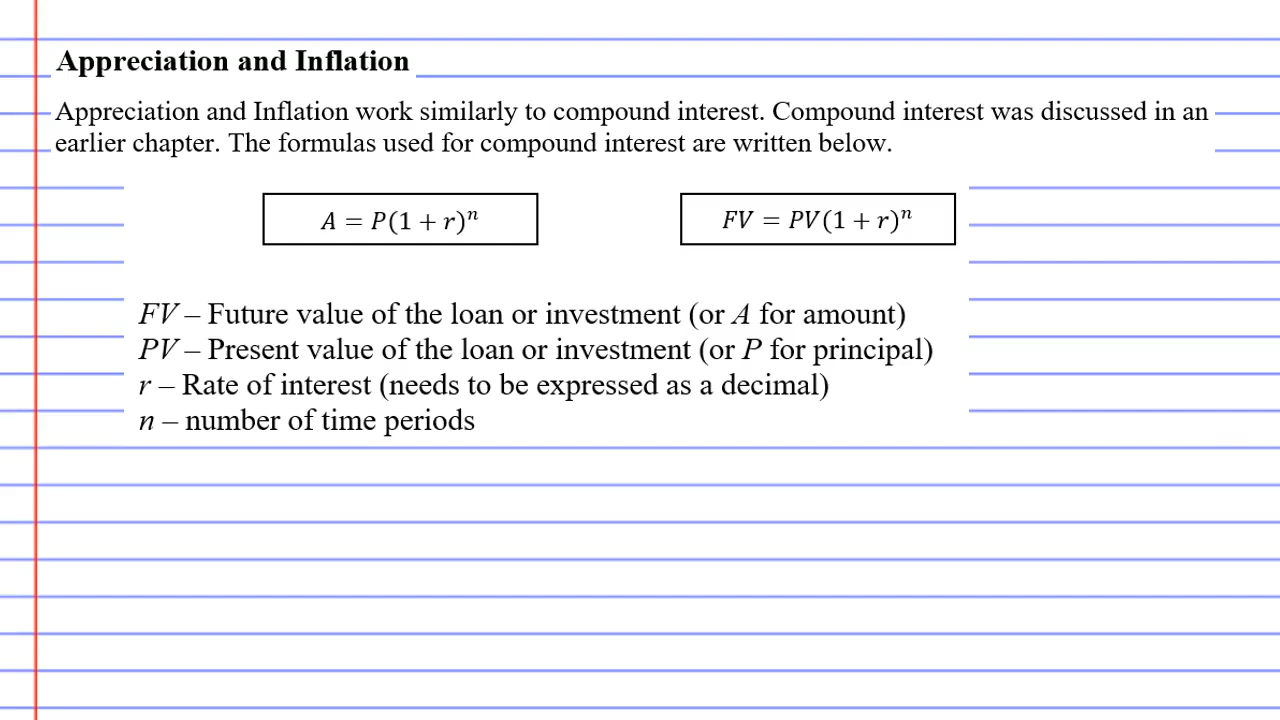 Appreciation and Inflation
Appreciation and Inflation work similarly to compound interest. Compound interest was discussed in an
earlier chapter. The formulas used for compound interest are written below.
A = P(1 + r)ⁿ
FV = PV(1 + r)ⁿ
FV – Future value of the loan or investment (or A for amount)
PV – Present value of the loan or investment (or P for principal)
r – Rate of interest (needs to be expressed as a decimal)
n – number of time periods